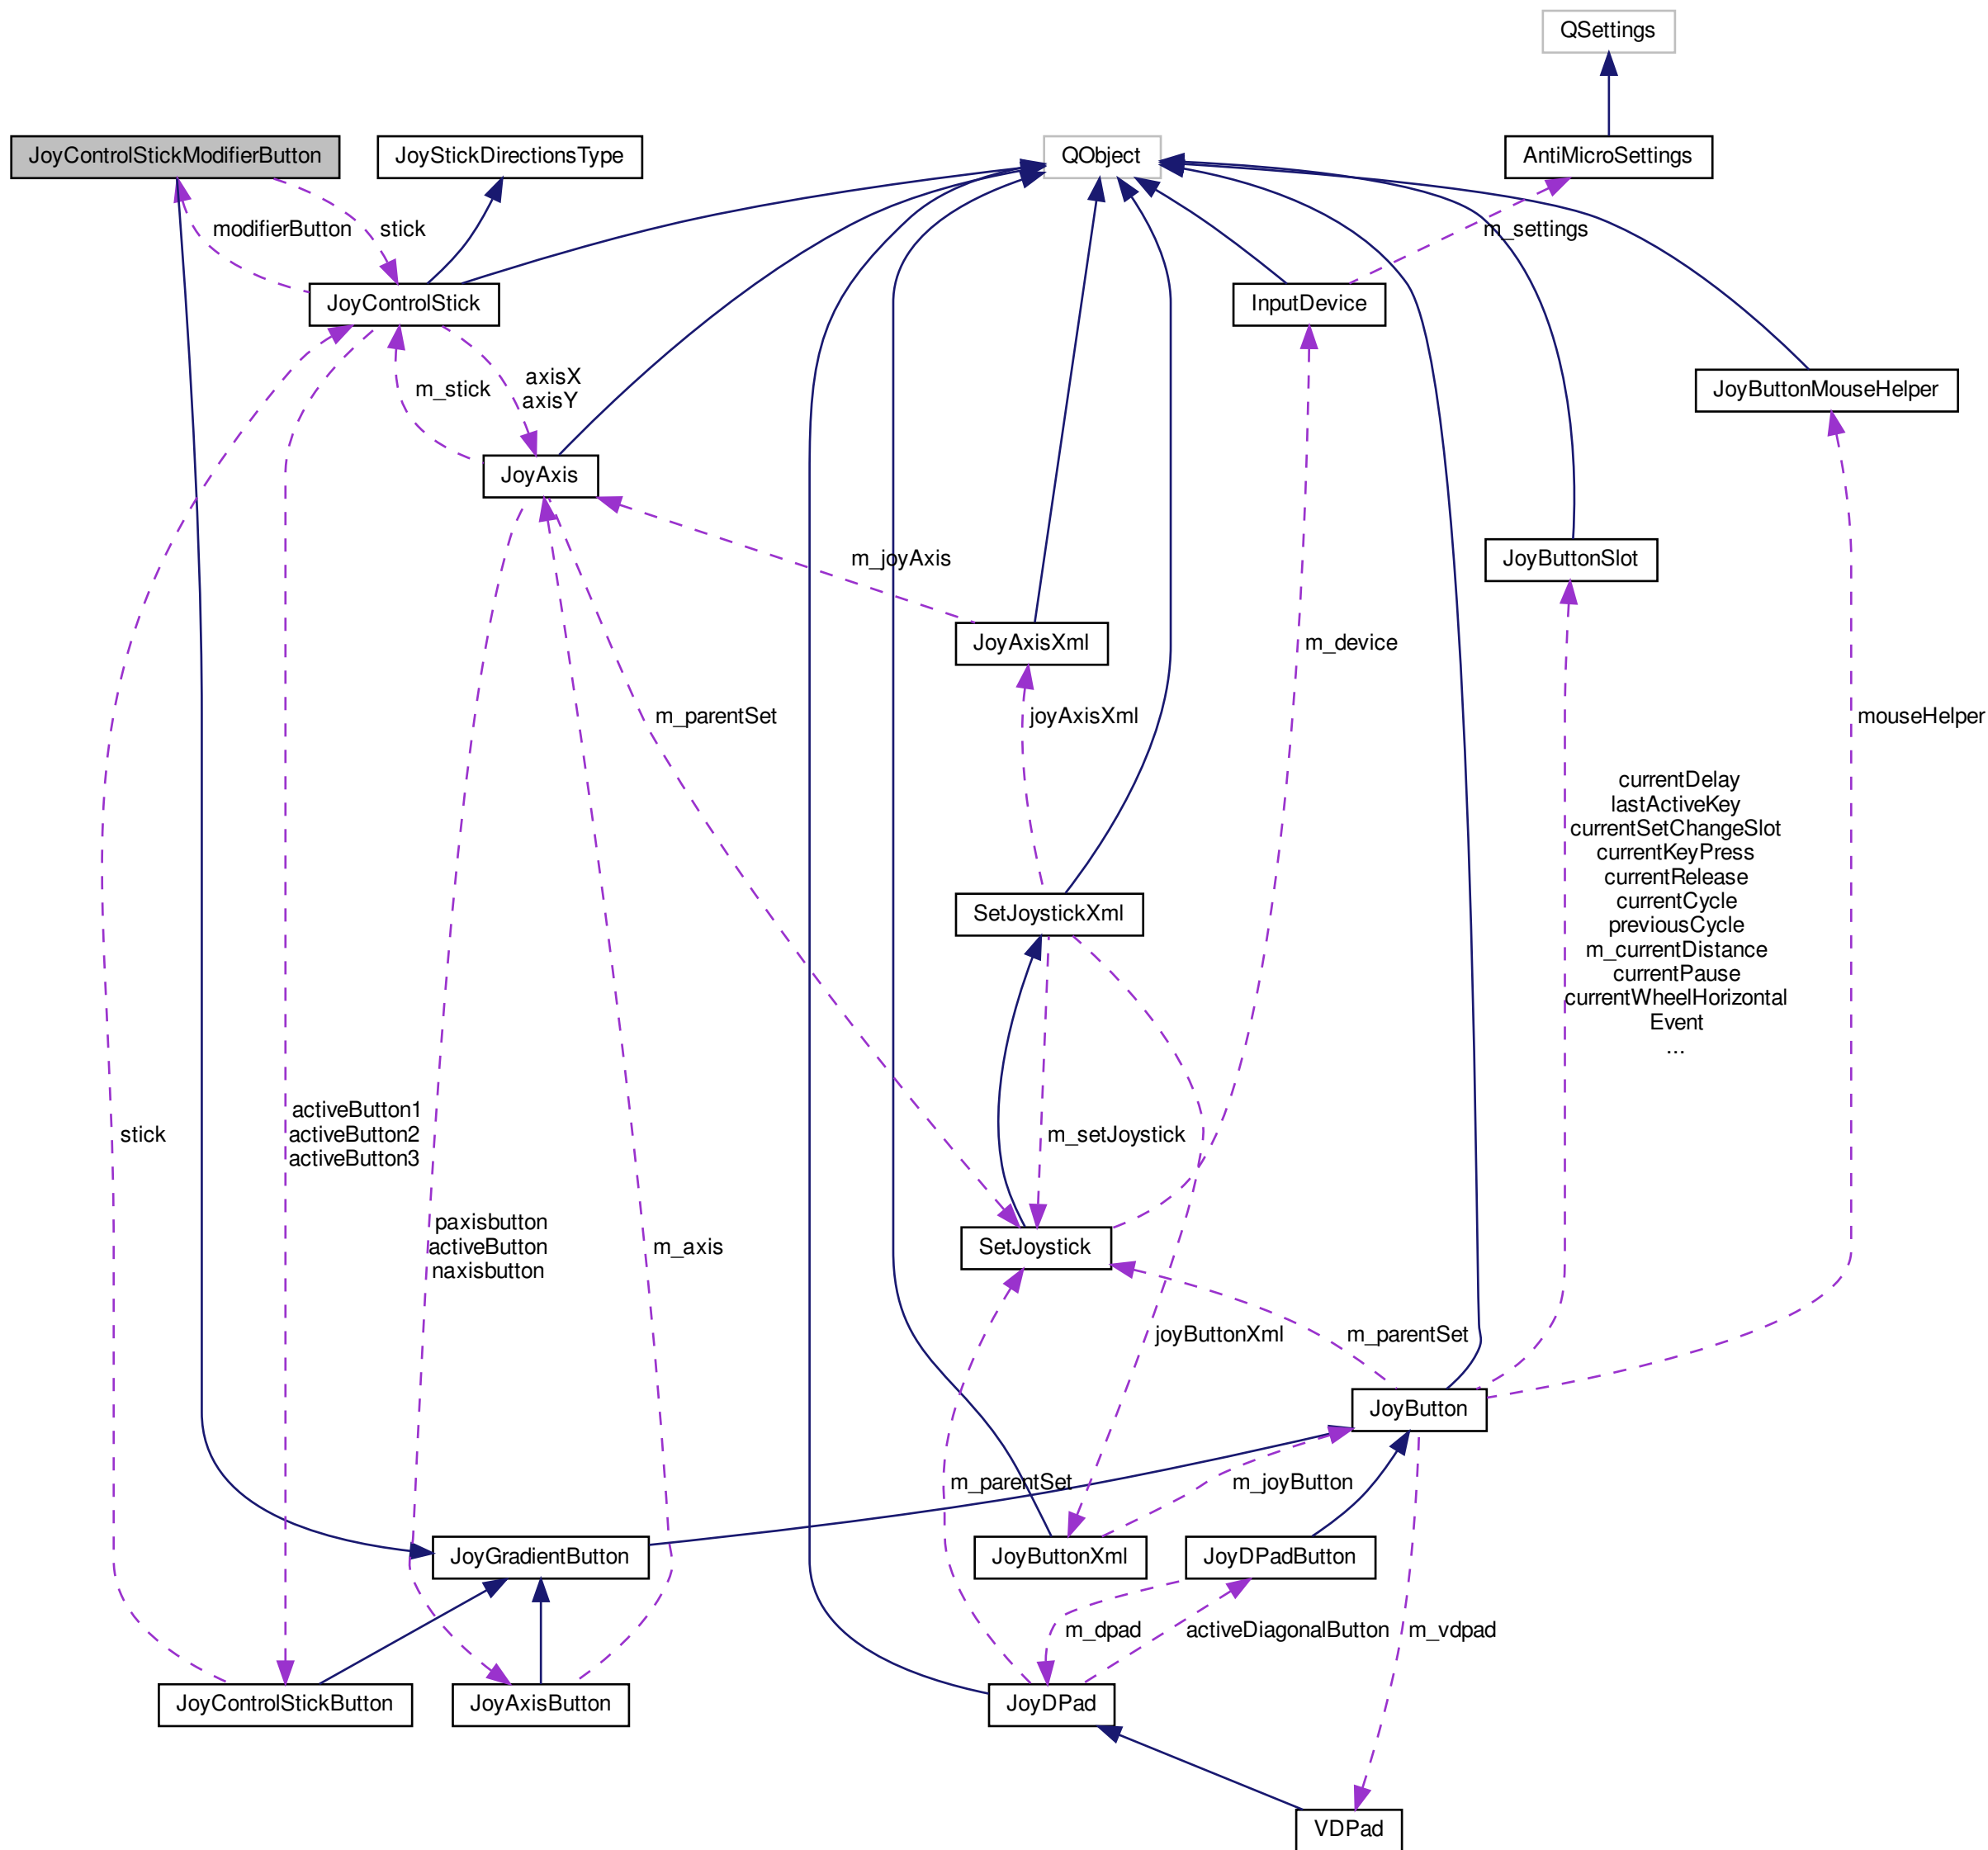 QSettings
JoyControlStickModifierButton
JoyStickDirectionsType
QObject
AntiMicroSettings
modifierButton
stick
m_settings
JoyControlStick
InputDevice
axisX
axisY
m_stick
JoyButtonMouseHelper
JoyAxis
m_joyAxis
JoyButtonSlot
JoyAxisXml
m_device
m_parentSet
joyAxisXml
mouseHelper
currentDelay
lastActiveKey
currentSetChangeSlot
currentKeyPress
currentRelease
currentCycle
previousCycle
m_currentDistance
currentPause
currentWheelHorizontal
Event
...
SetJoystickXml
stick
activeButton1
activeButton2
activeButton3
m_setJoystick
paxisbutton
activeButton
naxisbutton
m_axis
SetJoystick
joyButtonXml
m_parentSet
JoyButton
m_parentSet
m_joyButton
JoyGradientButton
JoyButtonXml
JoyDPadButton
m_dpad
activeDiagonalButton
m_vdpad
JoyControlStickButton
JoyAxisButton
JoyDPad
VDPad